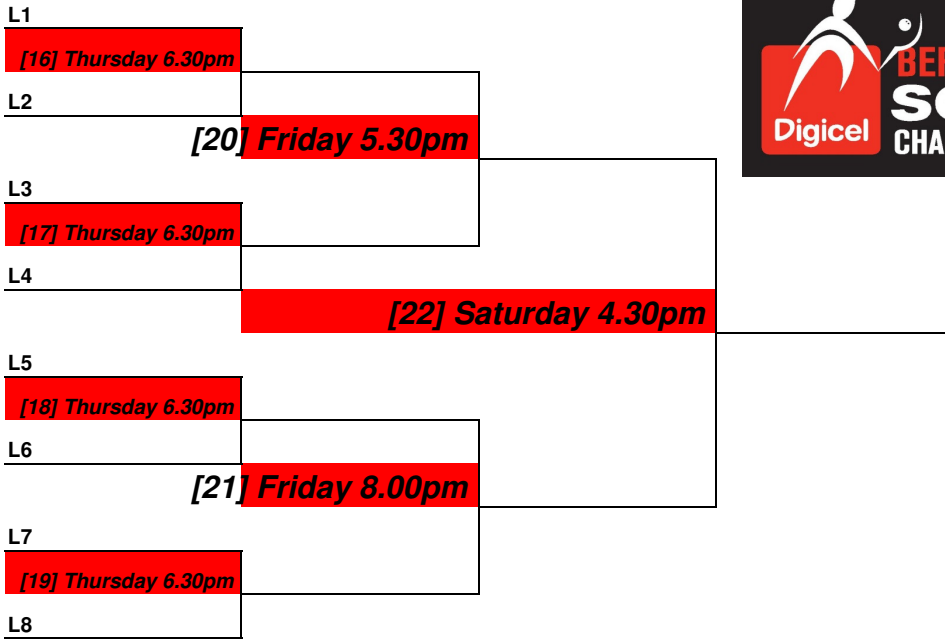 L1
[16] Thursday 6.30pm
L2
[20] Friday 5.30pm
L3
[17] Thursday 6.30pm
L4
[22] Saturday 4.30pm
L5
[18] Thursday 6.30pm
L6
[21] Friday 8.00pm
L7
[19] Thursday 6.30pm
L8
Digicel